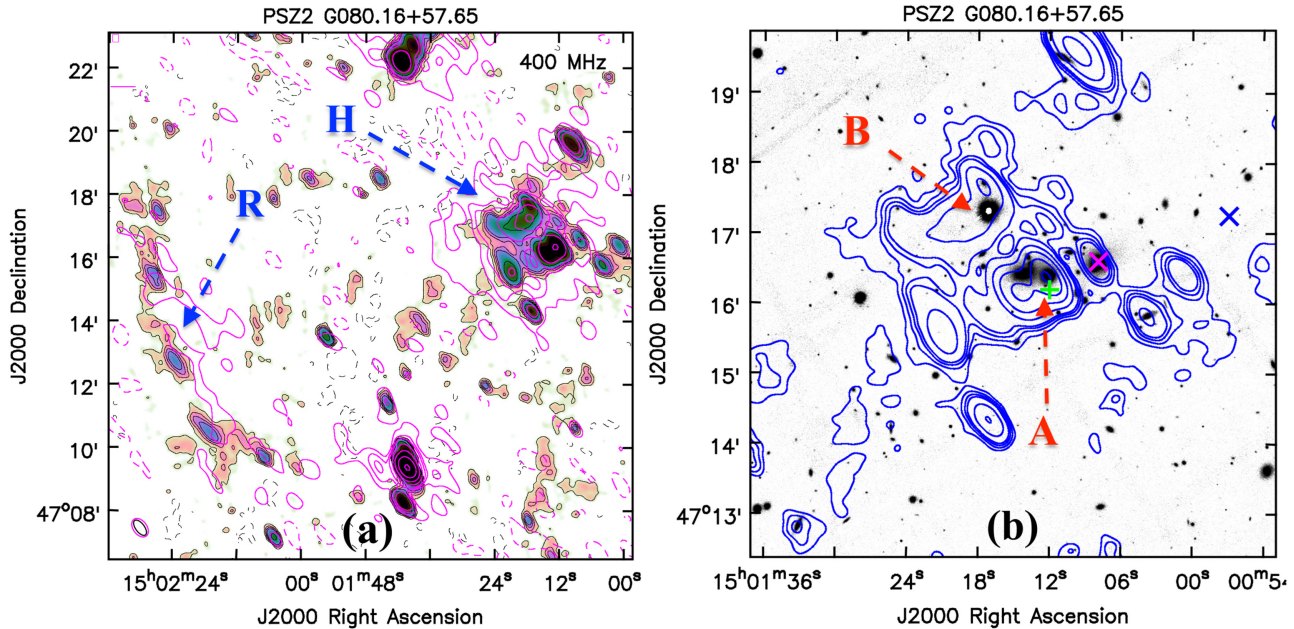 PSZ2 G080.16+57.65
400 MHz
H
R
22'
20'
18'
16'
14'
12'
10'
47°08'
J2000 Declination
(a)
15ʰ02ᵐ24ˢ
00ˢ
01ᵐ48ˢ
24ˢ
00ˢ
J2000 Right Ascension
PSZ2 G080.16+57.65
B
A
19'
18'
17'
16'
15'
14'
47°13'
J2000 Declination
(b)
15ʰ01ᵐ36ˢ
24ˢ
18ˢ
12ˢ
06ˢ
00ˢ
00ᵐ54
J2000 Right Ascension